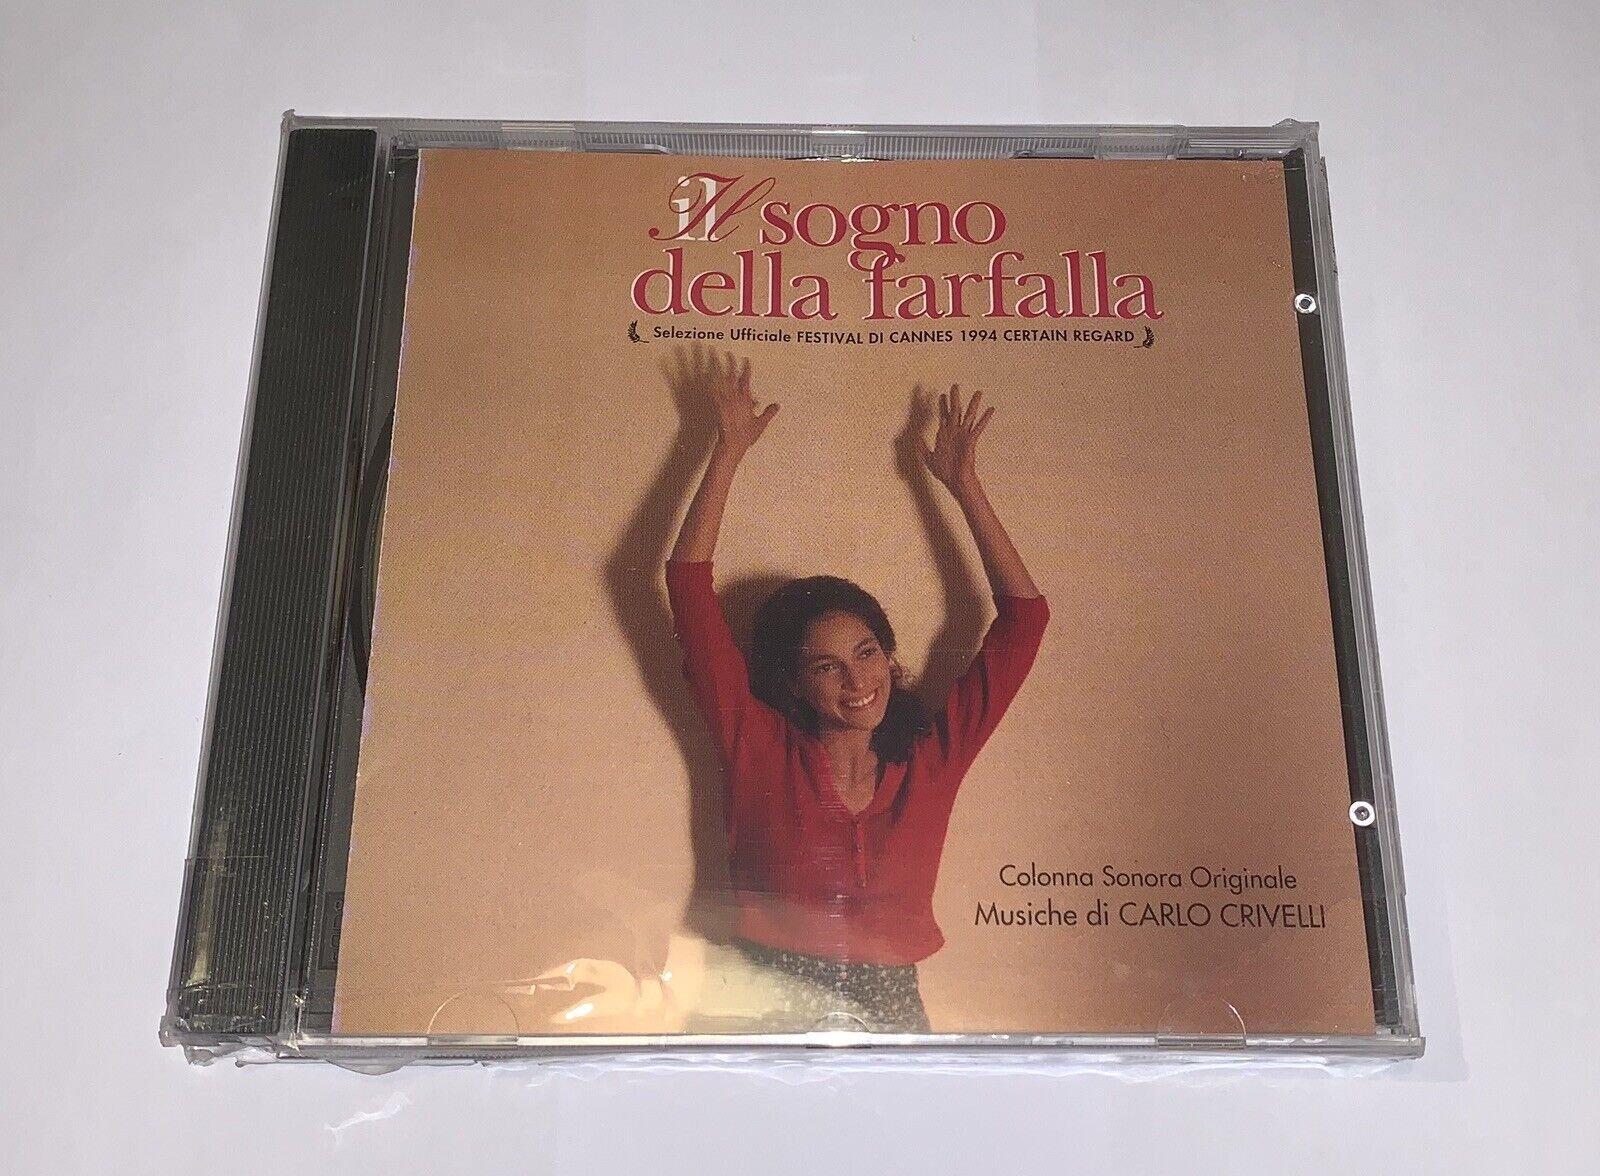 il Il sogno
della farfalla
Selezione Ufficiale FESTIVAL DI CANNES 1994 CERTAIN REGARD
Colonna Sonora Originale
Musiche di CARLO CRIVELLI